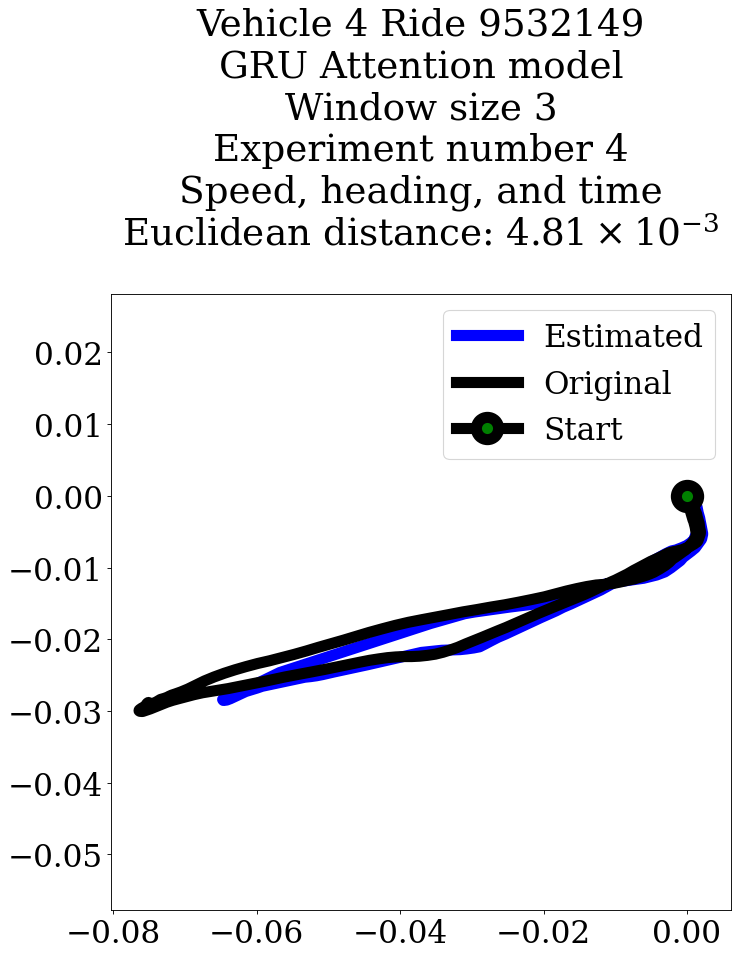 Vehicle 4 Ride 9532149
GRU Attention model
Window size 3
Experiment number 4
Speed, heading, and time
Euclidean distance: 4.81 × 10⁻³
Estimated
Original
Start
0.02
0.01
0.00
−0.01
−0.02
−0.03
−0.04
−0.05
−0.08 −0.06 −0.04 −0.02 0.00